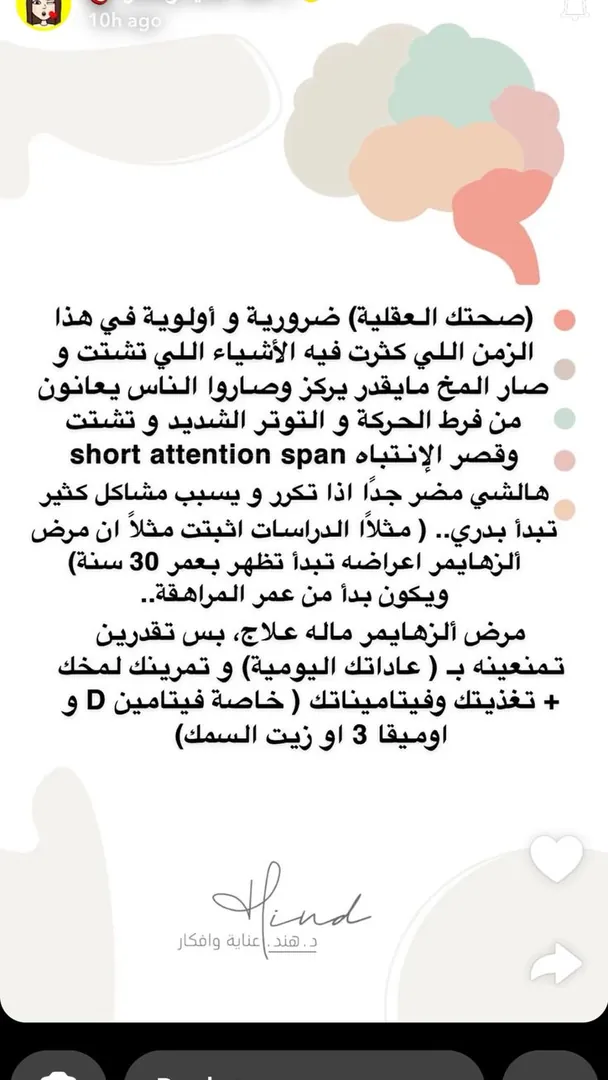 10h ago
(صحتك العقلية) ضرورية و أولوية في هذا
الزمن اللي كثرت فيه الأشياء اللي تشتت و
صار المخ مايقدر يركز وصاروا الناس يعانون
من فرط الحركة و التوتر الشديد و تشتت
وقصر الإنتباه short attention span
هالشي مضر جدًا اذا تكرر و يسبب مشاكل كثير
تبدأ بدري.. ( مثلاً الدراسات اثبتت مثلاً ان مرض
ألزهايمر اعراضه تبدأ تظهر بعمر 30 سنة)
ويكون بدأ من عمر المراهقة..
مرض ألزهايمر ماله علاج، بس تقدرين
تمنعينه بـ ( عاداتك اليومية) و تمرينك لمخك
+ تغذيتك وفيتاميناتك ( خاصة فيتامين D و
اوميقا 3 او زيت السمك)
Hind
د.هند. عناية وافكار